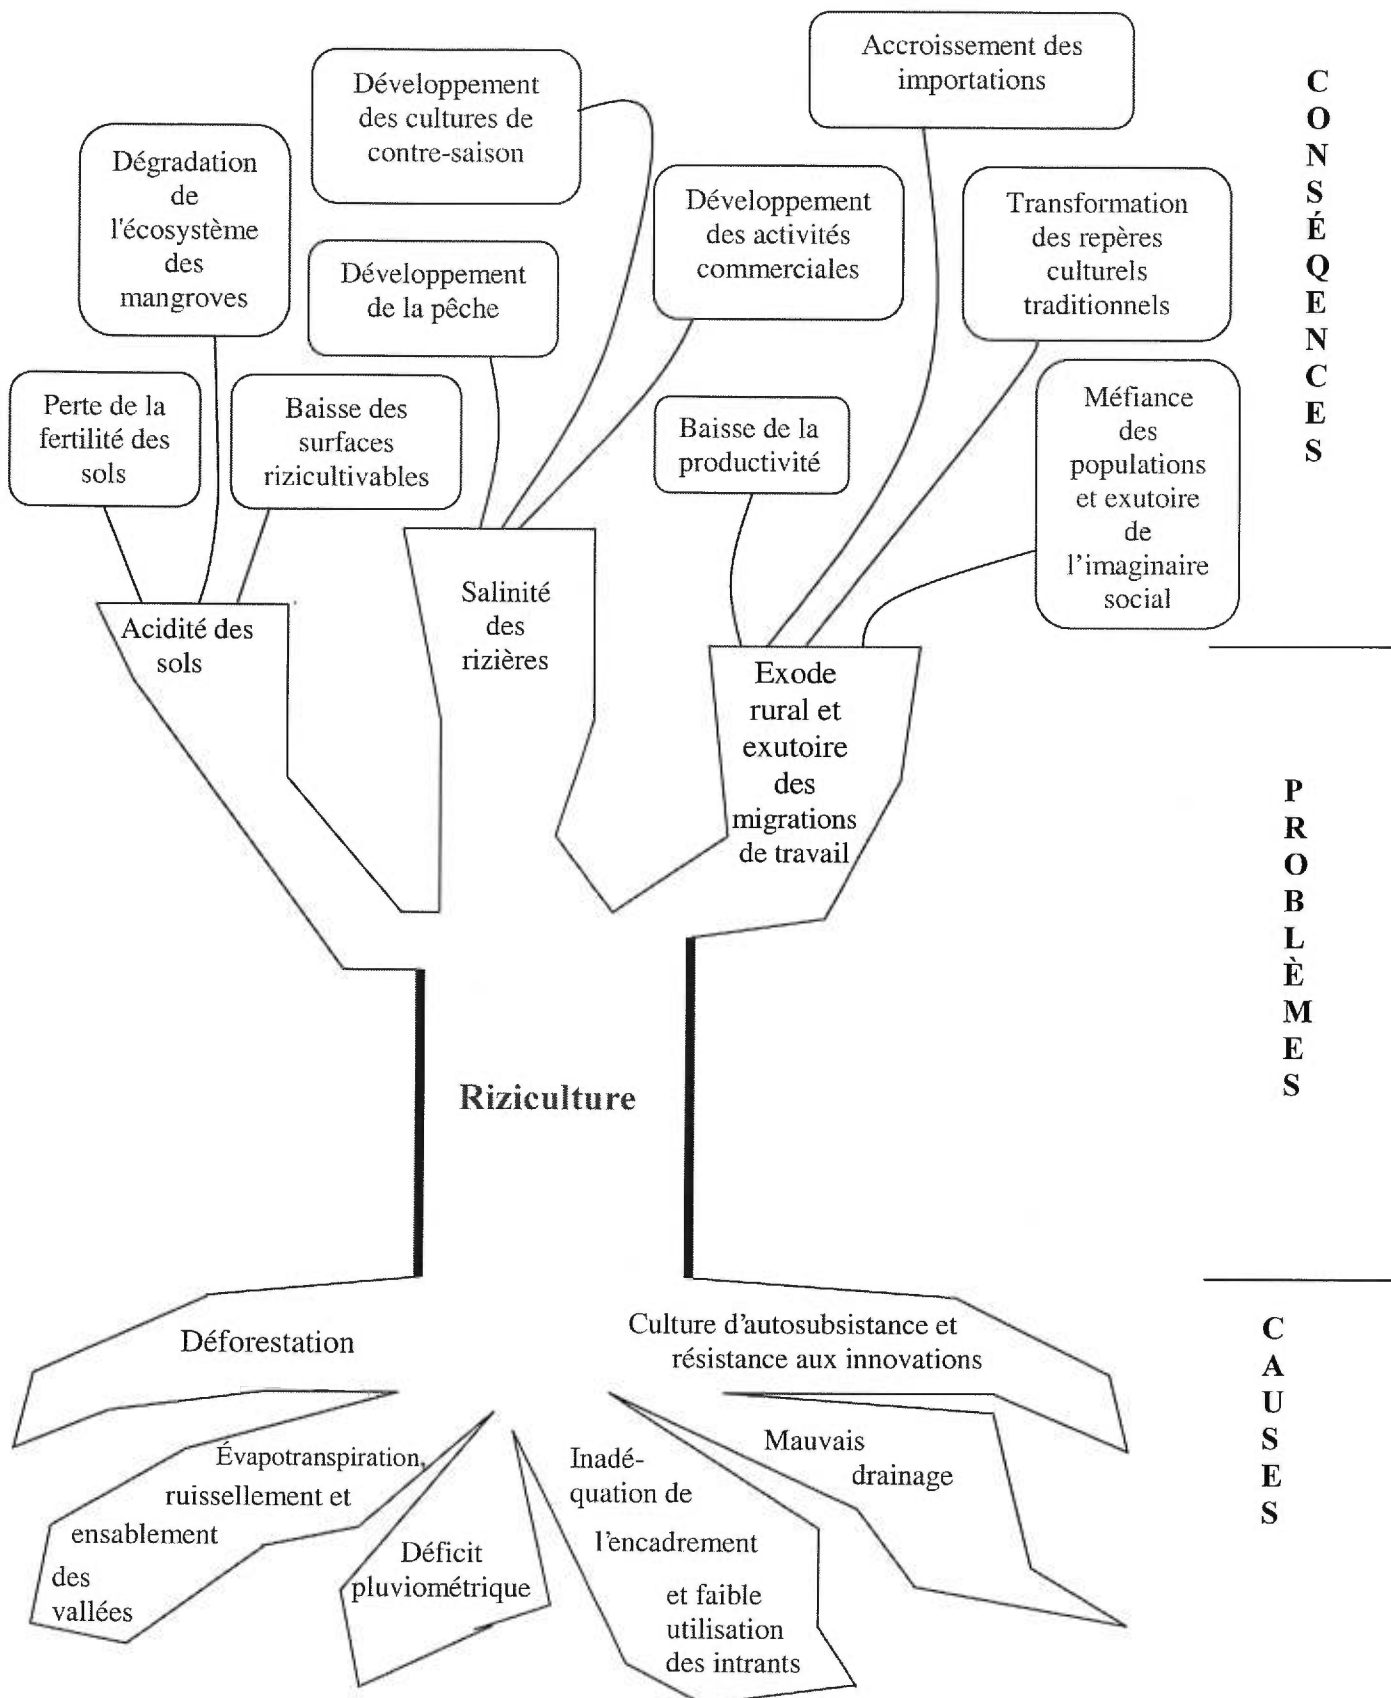 Accroissement des
importations
Développement
des cultures de
contre-saison
Dégradation
de
l'écosystème
des
mangroves
Développement
des activités
commerciales
Transformation
des repères
culturels
traditionnels
Développement
de la pêche
Perte de la
fertilité des
sols
Baisse des
surfaces
rizicultivables
Baisse de la
productivité
Méfiance
des
populations
et exutoire
de
l’imaginaire
social
C
O
N
S
É
Q
E
N
C
E
S
Acidité des
sols
Salinité
des
rizières
Exode
rural et
exutoire
des
migrations
de travail
P
R
O
B
L
È
M
E
S
Riziculture
Déforestation
Culture d'autosubsistance et
résistance aux innovations
Évapotranspiration,
ruissellement et
ensablement
des
vallées
Déficit
pluviométrique
Inadé-
quation de
l'encadrement
et faible
utilisation
des intrants
Mauvais
drainage
C
A
U
S
E
S